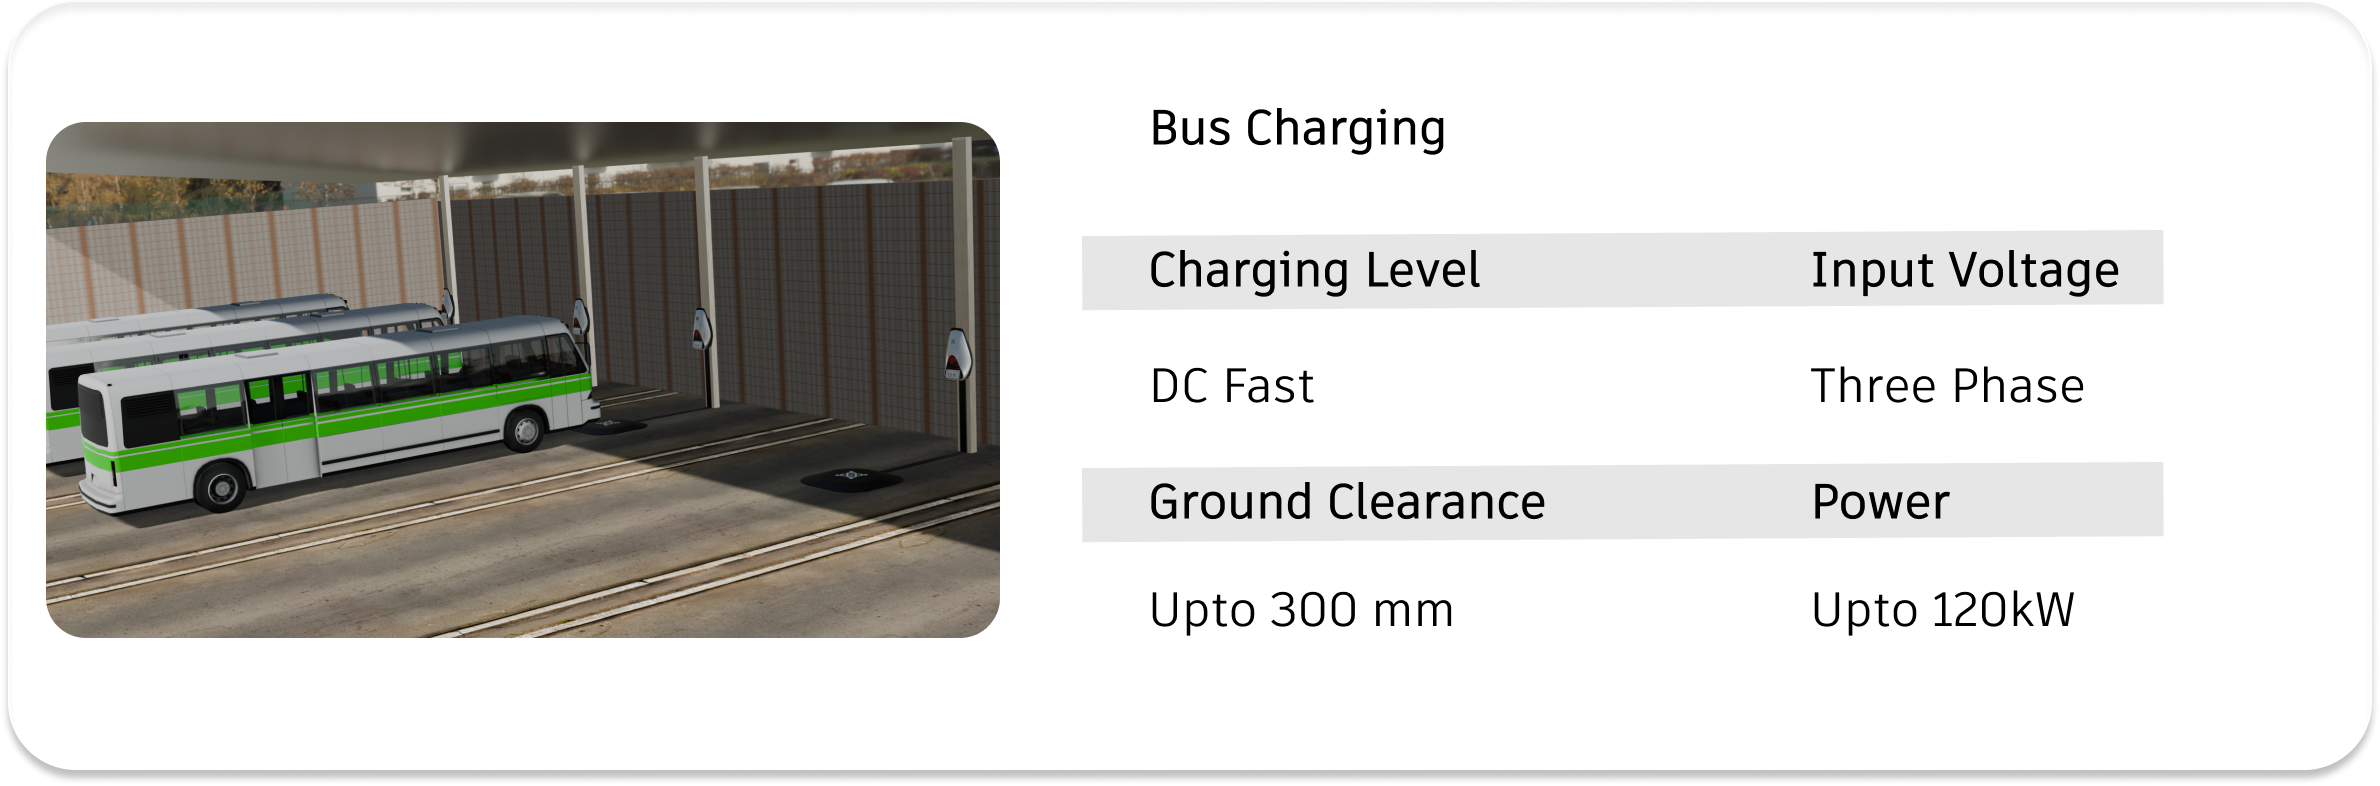 Bus Charging
Charging Level Input Voltage
DC Fast Three Phase
Ground Clearance Power
Upto 300 mm Upto 120kW